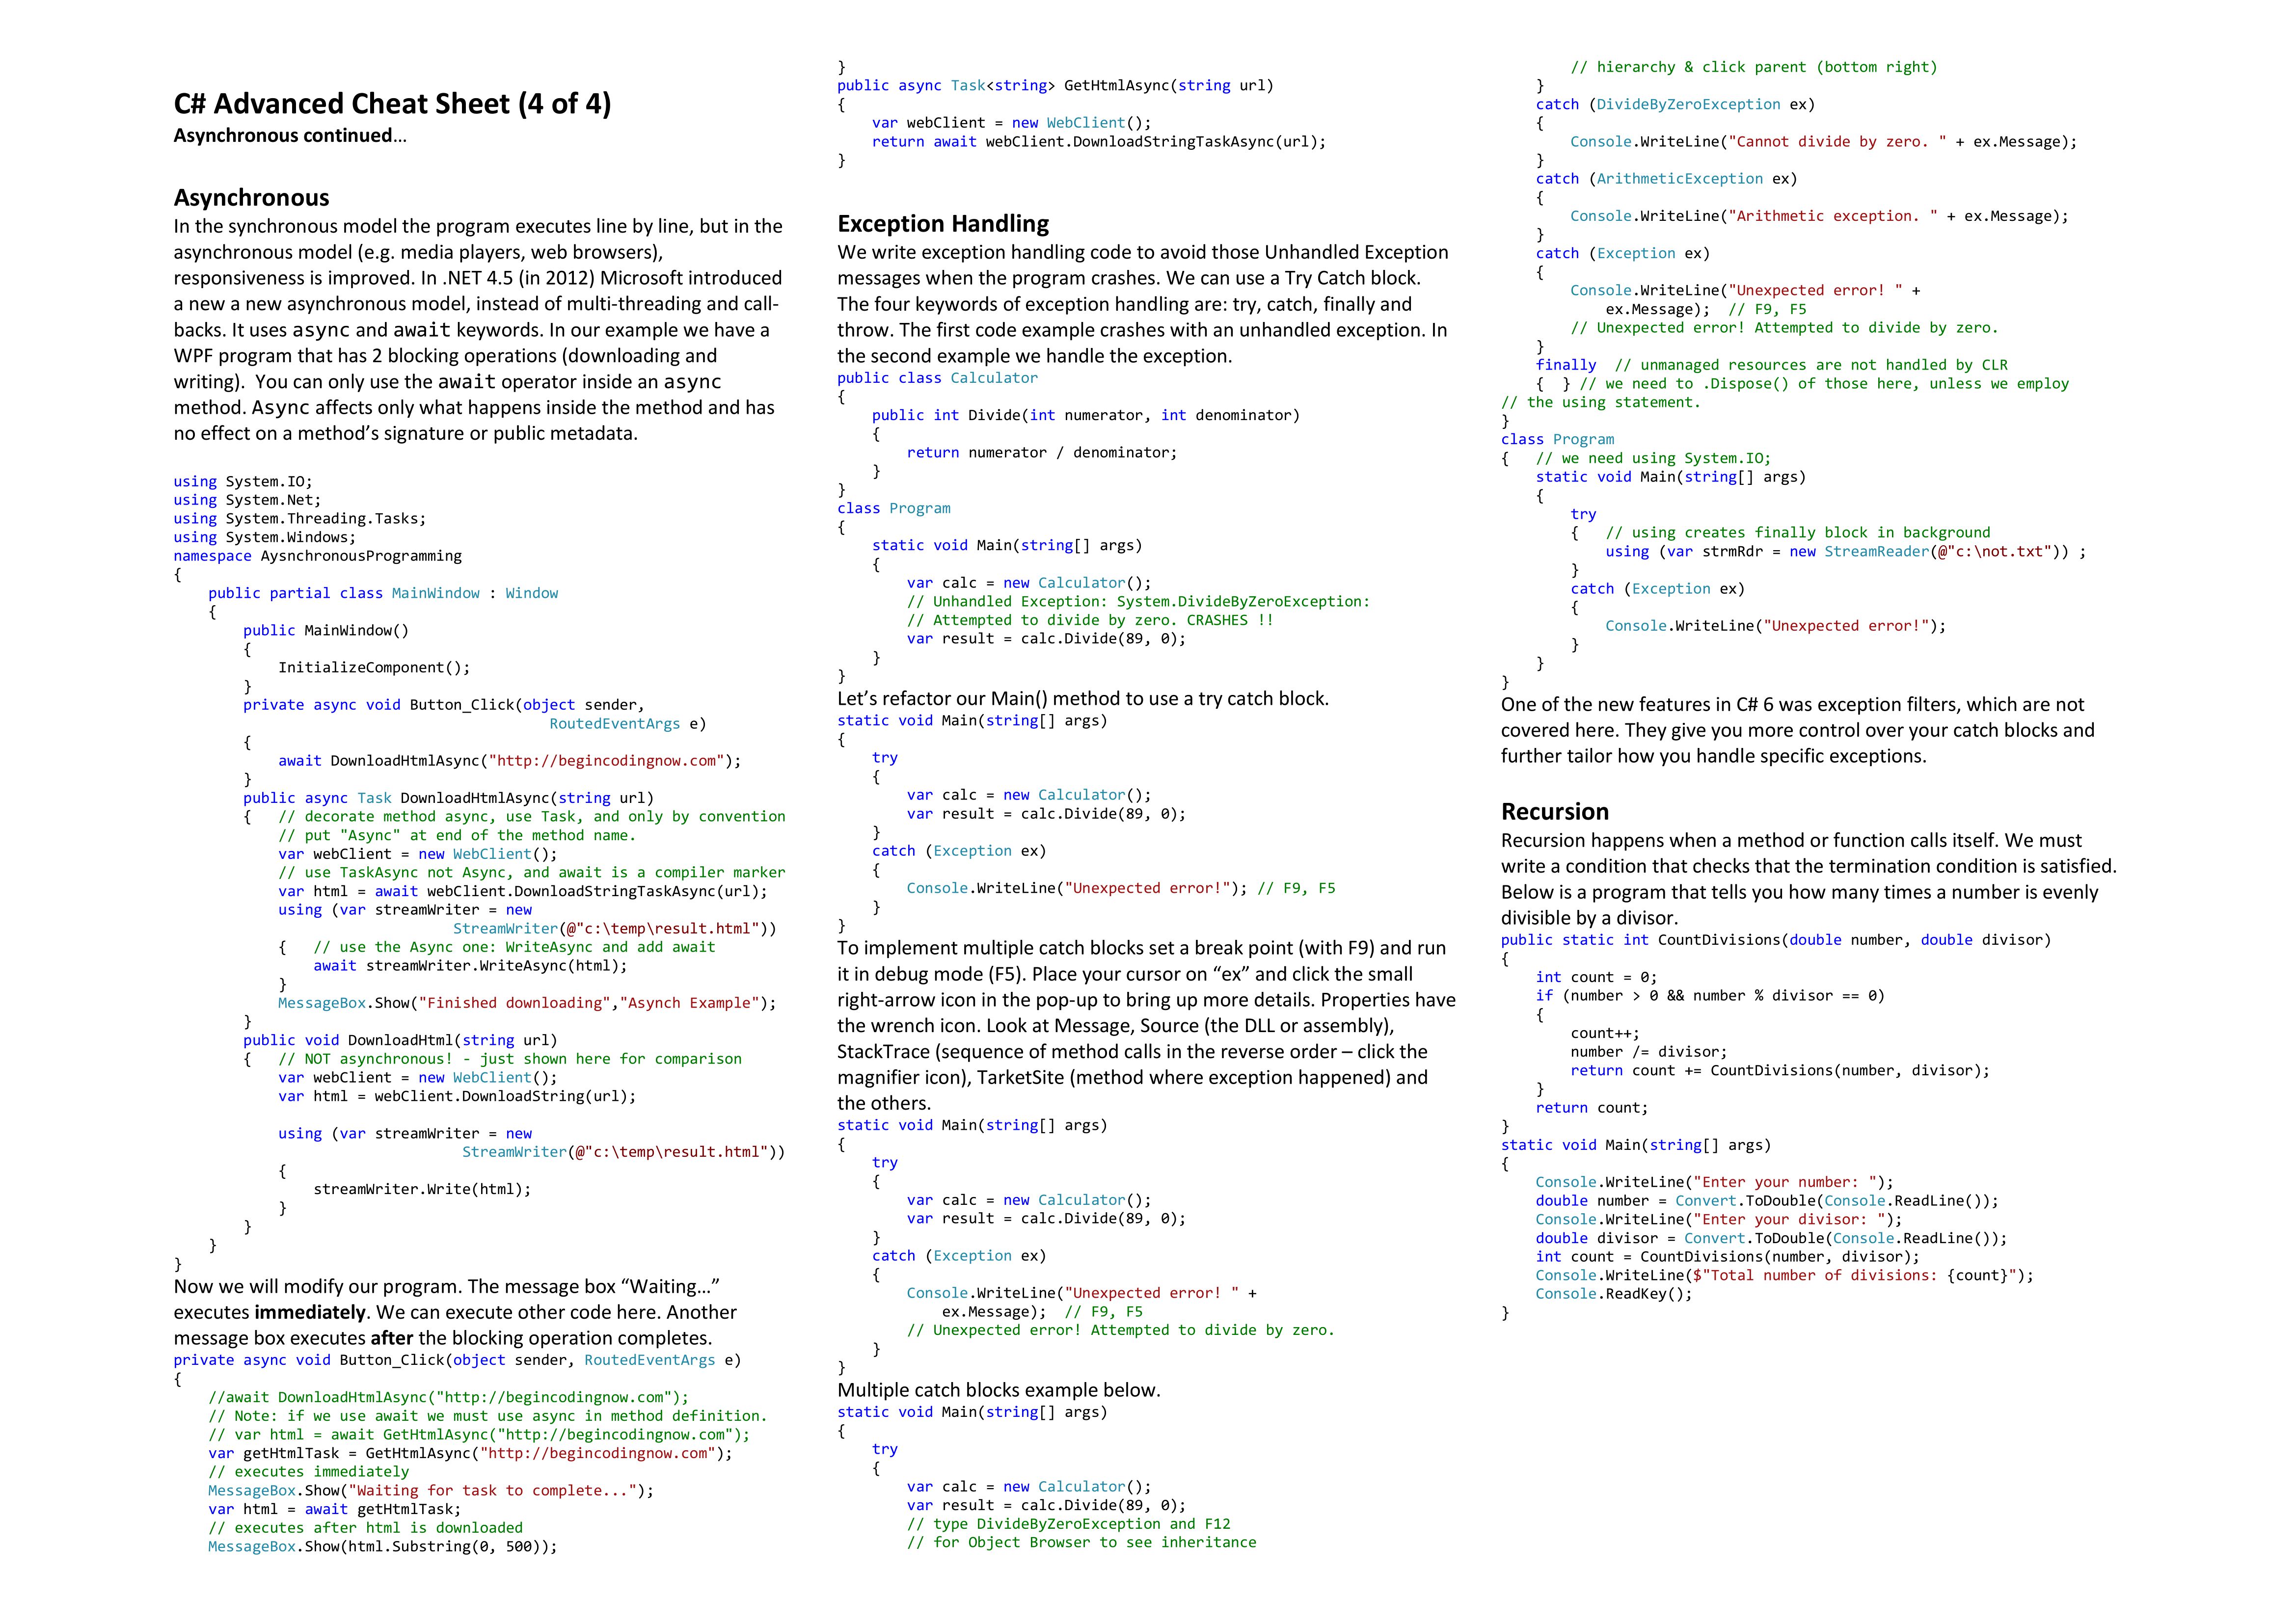 C# Advanced Cheat Sheet (4 of 4)
Asynchronous continued…
Asynchronous
In the synchronous model the program executes line by line, but in the
asynchronous model (e.g. media players, web browsers),
responsiveness is improved. In .NET 4.5 (in 2012) Microsoft introduced
a new a new asynchronous model, instead of multi-threading and call-
backs. It uses async and await keywords. In our example we have a
WPF program that has 2 blocking operations (downloading and
writing).  You can only use the await operator inside an async
method. Async affects only what happens inside the method and has
no effect on a method’s signature or public metadata.
using System.IO;
using System.Net;
using System.Threading.Tasks;
using System.Windows;
namespace AysnchronousProgramming
{
    public partial class MainWindow : Window
    {
        public MainWindow()
        {
            InitializeComponent();
        }
        private async void Button_Click(object sender,
                                           RoutedEventArgs e)
        {
            await DownloadHtmlAsync("http://begincodingnow.com");
        }
        public async Task DownloadHtmlAsync(string url)
        {   // decorate method async, use Task, and only by convention
            // put "Async" at end of the method name.
            var webClient = new WebClient();
            // use TaskAsync not Async, and await is a compiler marker
            var html = await webClient.DownloadStringTaskAsync(url);
            using (var streamWriter = new
                                StreamWriter(@"c:\temp\result.html"))
            {   // use the Async one: WriteAsync and add await
                await streamWriter.WriteAsync(html);
            }
            MessageBox.Show("Finished downloading","Asynch Example");
        }
        public void DownloadHtml(string url)
        {   // NOT asynchronous! - just shown here for comparison
            var webClient = new WebClient();
            var html = webClient.DownloadString(url);
            using (var streamWriter = new
                                 StreamWriter(@"c:\temp\result.html"))
            {
                streamWriter.Write(html);
            }
        }
    }
}
Now we will modify our program. The message box “Waiting…”
executes immediately. We can execute other code here. Another
message box executes after the blocking operation completes.
private async void Button_Click(object sender, RoutedEventArgs e)
{
    //await DownloadHtmlAsync("http://begincodingnow.com");
    // Note: if we use await we must use async in method definition.
    // var html = await GetHtmlAsync("http://begincodingnow.com");
    var getHtmlTask = GetHtmlAsync("http://begincodingnow.com");
    // executes immediately
    MessageBox.Show("Waiting for task to complete...");
    var html = await getHtmlTask;
    // executes after html is downloaded
    MessageBox.Show(html.Substring(0, 500));
}
public async Task<string> GetHtmlAsync(string url)
{
    var webClient = new WebClient();
    return await webClient.DownloadStringTaskAsync(url);
}
Exception Handling
We write exception handling code to avoid those Unhandled Exception
messages when the program crashes. We can use a Try Catch block.
The four keywords of exception handling are: try, catch, finally and
throw. The first code example crashes with an unhandled exception. In
the second example we handle the exception.
public class Calculator
{
    public int Divide(int numerator, int denominator)
    {
        return numerator / denominator;
    }
}
class Program
{
    static void Main(string[] args)
    {
        var calc = new Calculator();
        // Unhandled Exception: System.DivideByZeroException:
        // Attempted to divide by zero. CRASHES !!
        var result = calc.Divide(89, 0);
    }
}
Let’s refactor our Main() method to use a try catch block.
static void Main(string[] args)
{
    try
    {
        var calc = new Calculator();
        var result = calc.Divide(89, 0);
    }
    catch (Exception ex)
    {
        Console.WriteLine("Unexpected error!"); // F9, F5
    }
}
To implement multiple catch blocks set a break point (with F9) and run
it in debug mode (F5). Place your cursor on “ex” and click the small
right-arrow icon in the pop-up to bring up more details. Properties have
the wrench icon. Look at Message, Source (the DLL or assembly),
StackTrace (sequence of method calls in the reverse order – click the
magnifier icon), TarketSite (method where exception happened) and
the others.
static void Main(string[] args)
{
    try
    {
        var calc = new Calculator();
        var result = calc.Divide(89, 0);
    }
    catch (Exception ex)
    {
        Console.WriteLine("Unexpected error! " +
            ex.Message);  // F9, F5
        // Unexpected error! Attempted to divide by zero.
    }
}
Multiple catch blocks example below.
static void Main(string[] args)
{
    try
    {
        var calc = new Calculator();
        var result = calc.Divide(89, 0);
        // type DivideByZeroException and F12
        // for Object Browser to see inheritance
        // hierarchy & click parent (bottom right)
    }
    catch (DivideByZeroException ex)
    {
        Console.WriteLine("Cannot divide by zero. " + ex.Message);
    }
    catch (ArithmeticException ex)
    {
        Console.WriteLine("Arithmetic exception. " + ex.Message);
    }
    catch (Exception ex)
    {
        Console.WriteLine("Unexpected error! " +
            ex.Message);  // F9, F5
        // Unexpected error! Attempted to divide by zero.
    }
    finally  // unmanaged resources are not handled by CLR
    {  } // we need to .Dispose() of those here, unless we employ
// the using statement.
}
class Program
{   // we need using System.IO;
    static void Main(string[] args)
    {
        try
        {   // using creates finally block in background
            using (var strmRdr = new StreamReader(@"c:\not.txt")) ;
        }
        catch (Exception ex)
        {
            Console.WriteLine("Unexpected error!");
        }
    }
}
One of the new features in C# 6 was exception filters, which are not
covered here. They give you more control over your catch blocks and
further tailor how you handle specific exceptions.
Recursion
Recursion happens when a method or function calls itself. We must
write a condition that checks that the termination condition is satisfied.
Below is a program that tells you how many times a number is evenly
divisible by a divisor.
public static int CountDivisions(double number, double divisor)
{
    int count = 0;
    if (number > 0 && number % divisor == 0)
    {
        count++;
        number /= divisor;
        return count += CountDivisions(number, divisor);
    }
    return count;
}
static void Main(string[] args)
{
    Console.WriteLine("Enter your number: ");
    double number = Convert.ToDouble(Console.ReadLine());
    Console.WriteLine("Enter your divisor: ");
    double divisor = Convert.ToDouble(Console.ReadLine());
    int count = CountDivisions(number, divisor);
    Console.WriteLine($"Total number of divisions: {count}");
    Console.ReadKey();
}